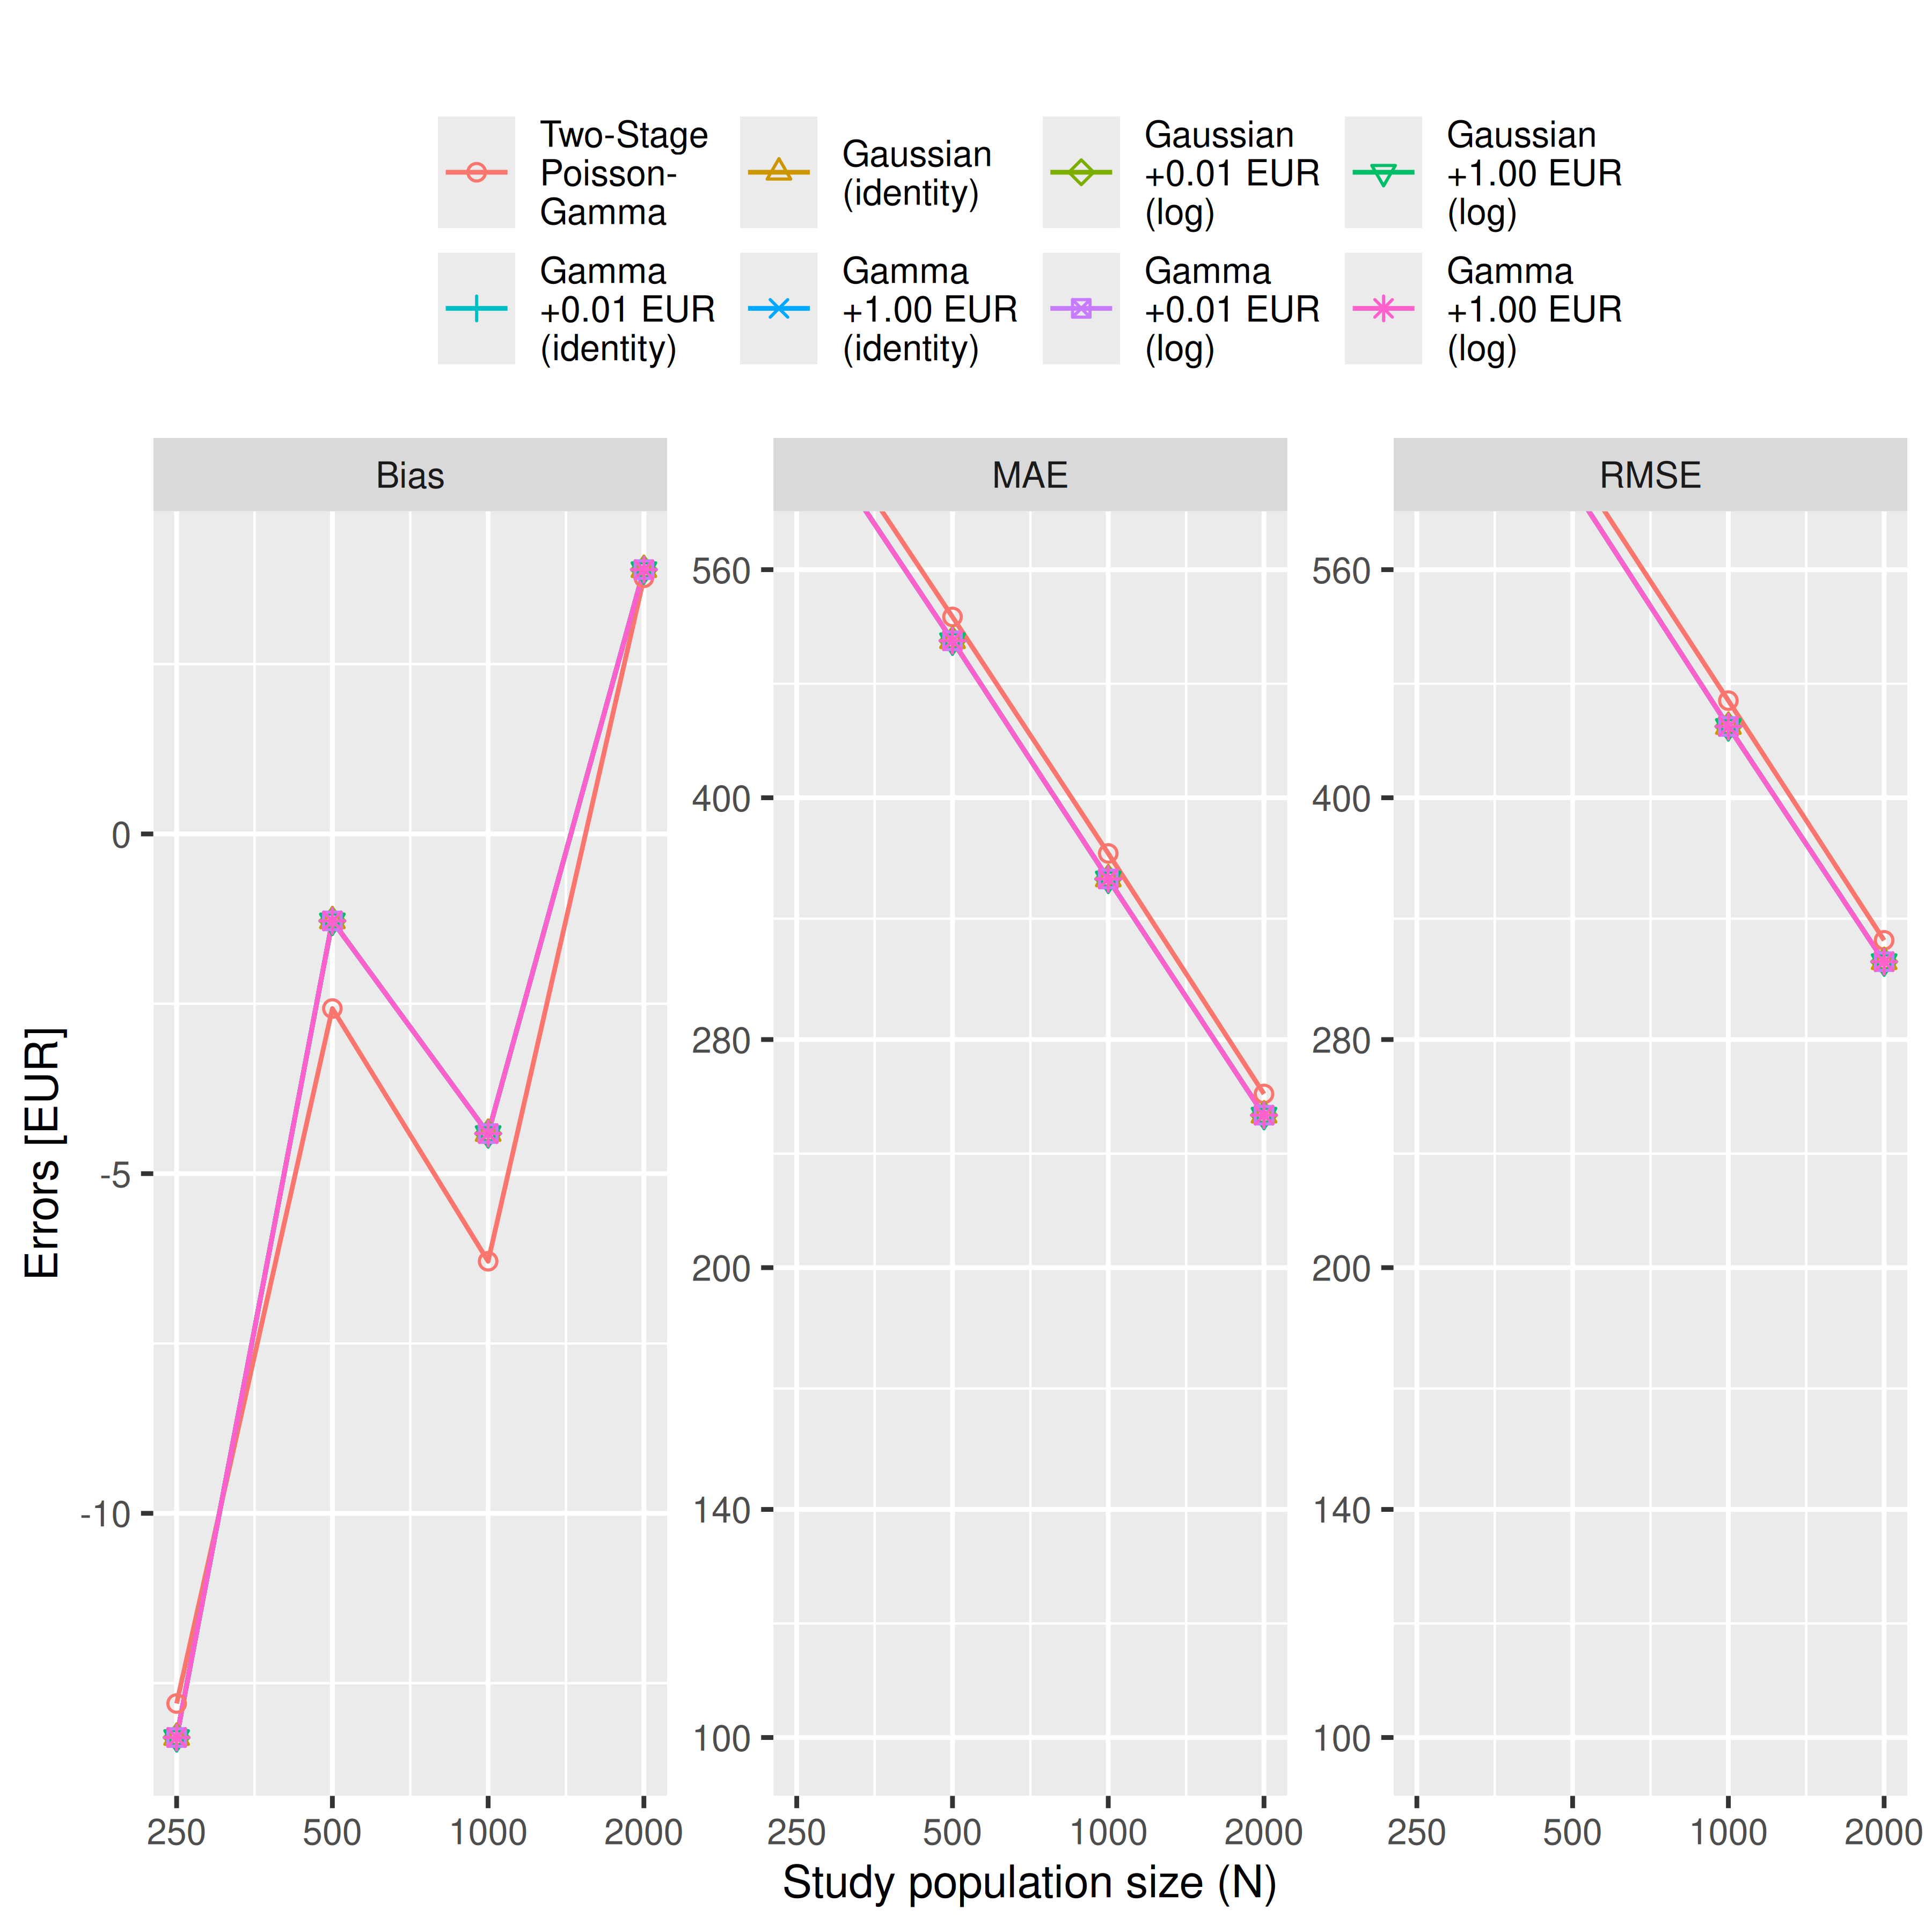 Two-Stage
Poisson-
Gamma
Gaussian
(identity)
Gaussian
+0.01 EUR
(log)
Gaussian
+1.00 EUR
(log)
Gamma
+0.01 EUR
(identity)
Gamma
+1.00 EUR
(identity)
Gamma
+0.01 EUR
(log)
Gamma
+1.00 EUR
(log)
Bias
MAE
RMSE
Errors [EUR]
0
-5
-10
560
400
280
200
140
100
560
400
280
200
140
100
250 500 1000 2000
250 500 1000 2000
250 500 1000 2000
Study population size (N)